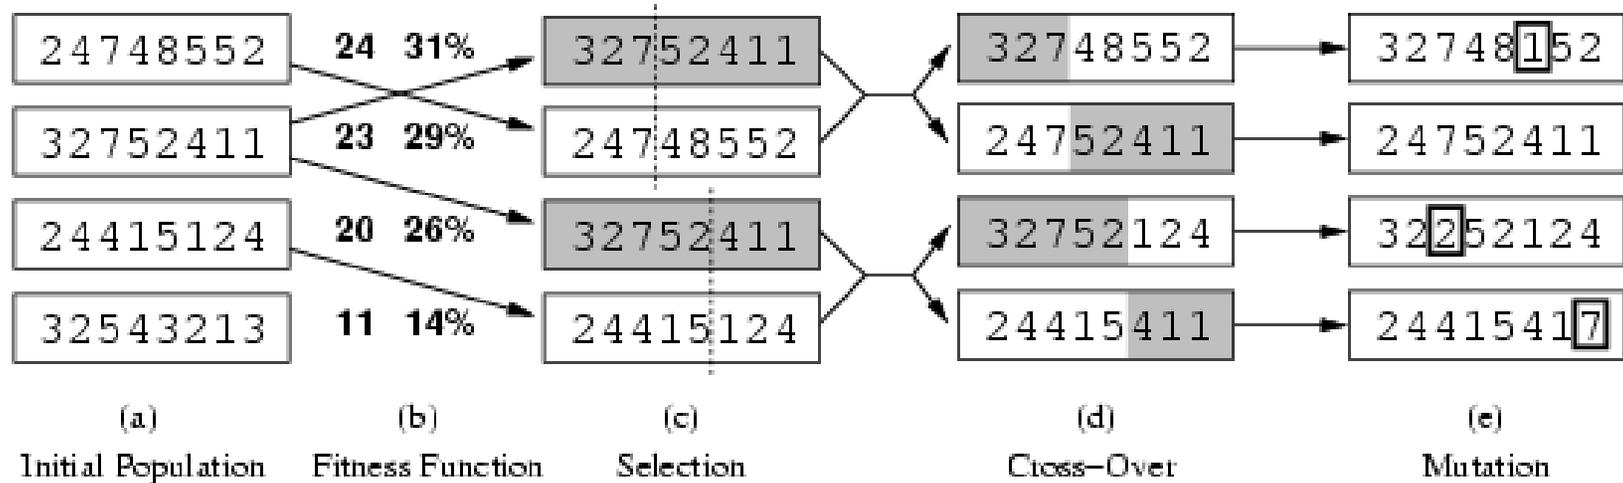 24748552 24 31% 32752411 32748552 32748152
32752411 23 29% 24748552 24752411 24752411
24415124 20 26% 32752411 32752124 32252124
32543213 11 14% 24415124 24415411 24415417
(a) (b) (c) (d) (e)
Initial Population Fitness Function Selection Cross-Over Mutation